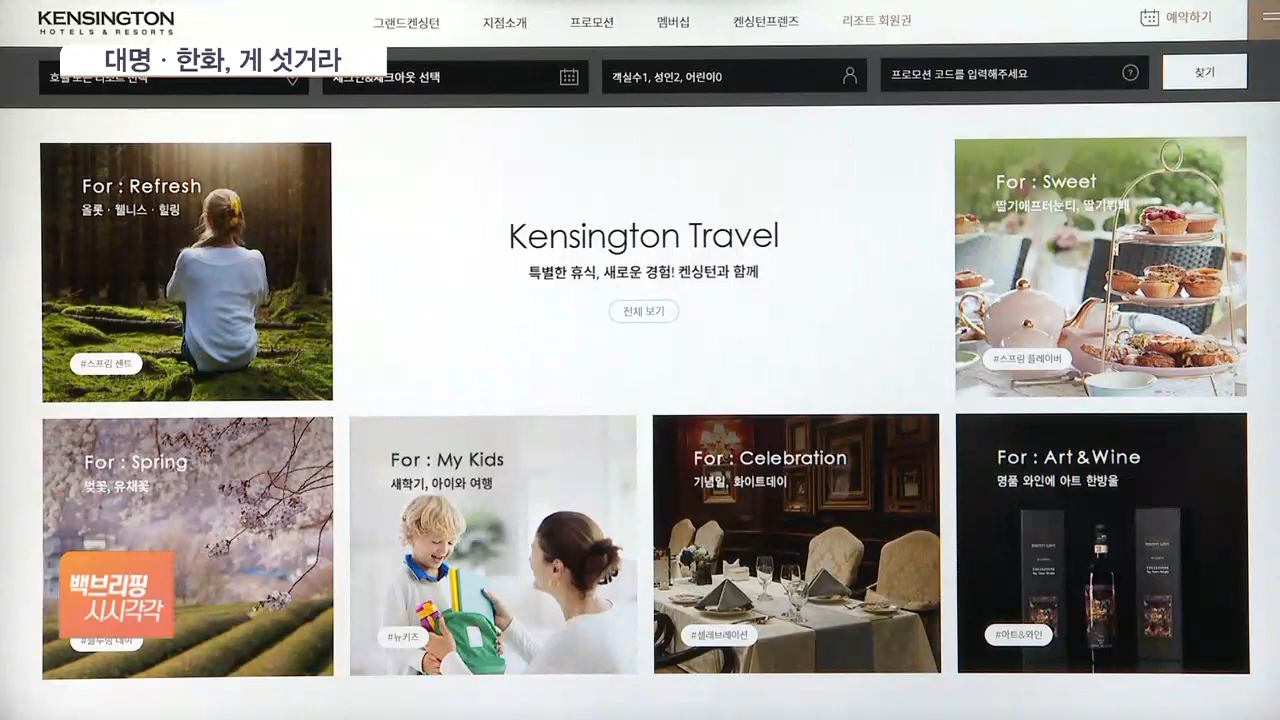 KENSINGTON
HOTELS & RESORTS
그랜드켄싱턴
지점소개
프로모션
멤버십
켄싱턴프렌즈
리조트 회원권
예약하기
대명·한화, 게 섯거라
객실수1, 성인2, 어린이0
프로모션 코드를 입력해주세요
?
찾기
For : Refresh
올롯 · 웰니스 · 힐링
#스프링 센트
Kensington Travel
특별한 휴식, 새로운 경험! 켄싱턴과 함께
전체 보기
For : Sweet
딸기애프터눈티, 딸기뷔페
#스프링 플레이버
For : Spring
벚꽃, 유채꽃
백브리핑
시시각각
For : My Kids
새학기, 아이와 여행
#뉴키즈
For : Celebration
기념일, 화이트데이
#셀레브레이션
For : Art & Wine
명품 와인에 아트 한방울
#아트&와인